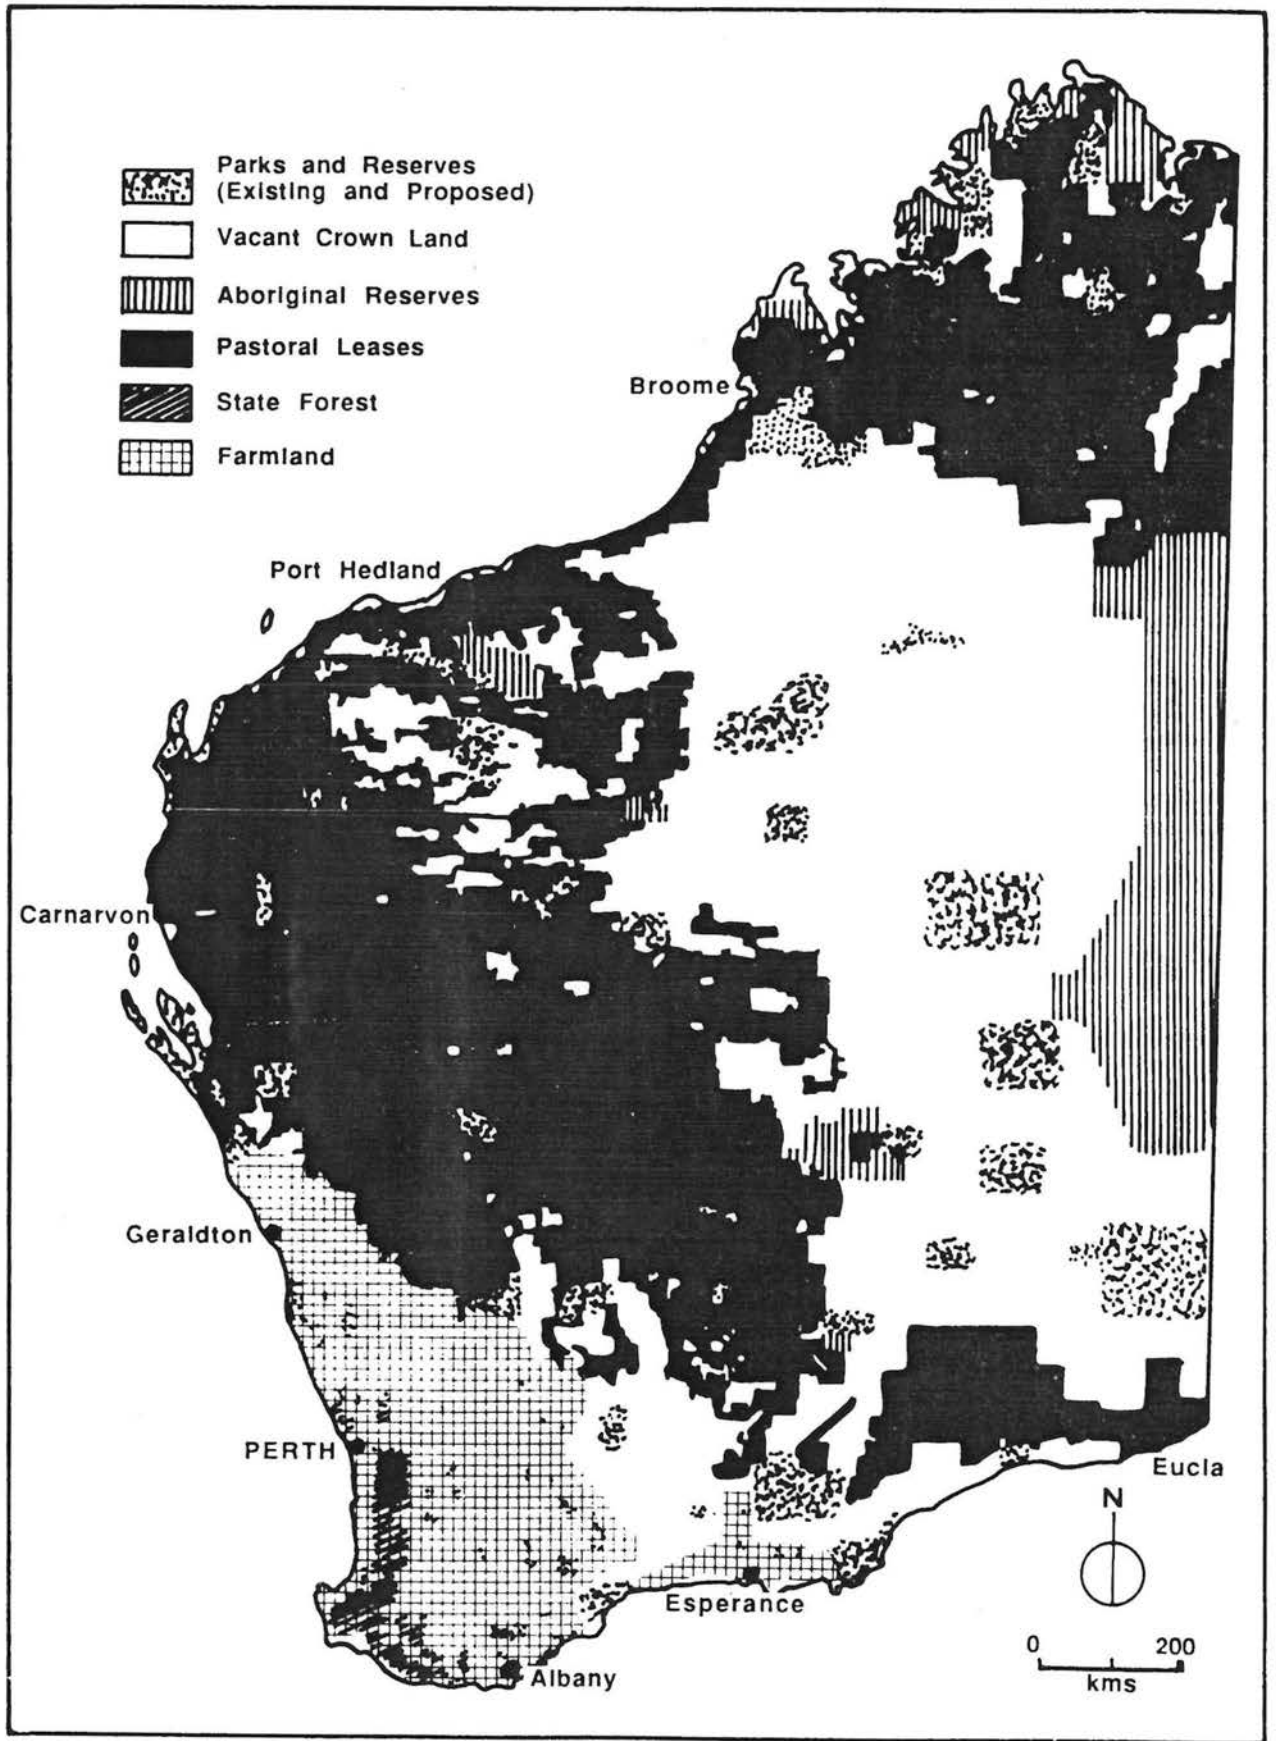 Parks and Reserves
(Existing and Proposed)
Vacant Crown Land
Aboriginal Reserves
Pastoral Leases
State Forest
Farmland
Broome
Port Hedland
Carnarvon
Geraldton
PERTH
Eucla
N
Esperance
Albany
0 200
kms